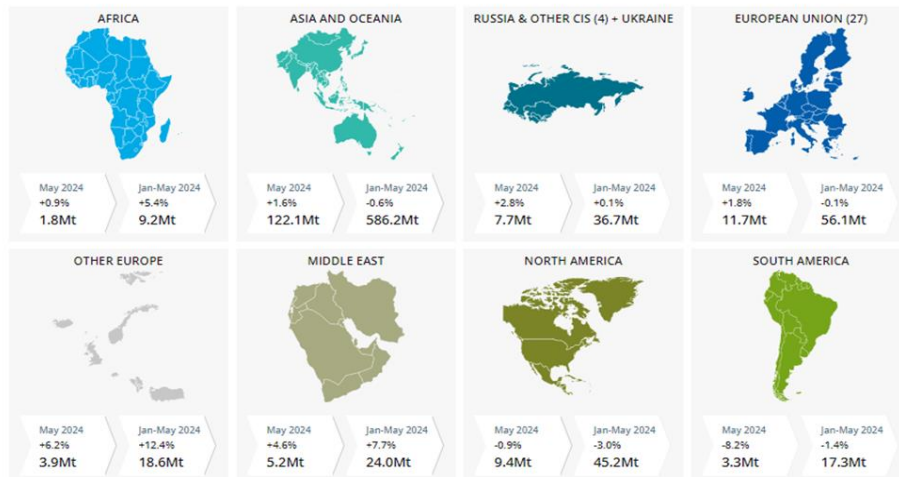 AFRICA
May 2024
+0.9%
1.8Mt
Jan-May 2024
+5.4%
9.2Mt
ASIA AND OCEANIA
May 2024
+1.6%
122.1Mt
Jan-May 2024
-0.6%
586.2Mt
RUSSIA & OTHER CIS (4) + UKRAINE
May 2024
+2.8%
7.7Mt
Jan-May 2024
+0.1%
36.7Mt
EUROPEAN UNION (27)
May 2024
+1.8%
11.7Mt
Jan-May 2024
-0.1%
56.1Mt
OTHER EUROPE
May 2024
+6.2%
3.9Mt
Jan-May 2024
+12.4%
18.6Mt
MIDDLE EAST
May 2024
+4.6%
5.2Mt
Jan-May 2024
+7.7%
24.0Mt
NORTH AMERICA
May 2024
-0.9%
9.4Mt
Jan-May 2024
-3.0%
45.2Mt
SOUTH AMERICA
May 2024
-8.2%
3.3Mt
Jan-May 2024
-1.4%
17.3Mt